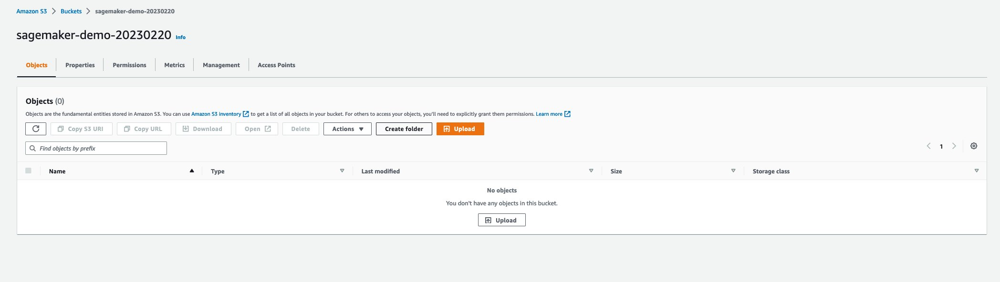 Amazon S3 > Buckets > sagemaker-demo-20230220
sagemaker-demo-20230220 Info
Objects Properties Permissions Metrics Management Access Points
Objects (0)
Objects are the fundamental entities stored in Amazon S3. You can use Amazon S3 inventory to get a list of all objects in your bucket. For others to access your objects, you'll need to explicitly grant them permissions. Learn more
Copy S3 URI Copy URL Download Open Delete Actions Create folder Upload
Find objects by prefix
1
Name Type Last modified Size Storage class
No objects
You don't have any objects in this bucket.
Upload